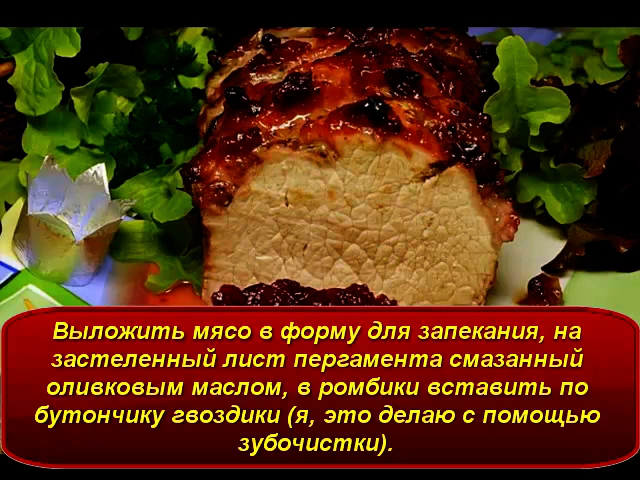 Выложить мясо в форму для запекания, на
застеленный лист пергамента смазанный
оливковым маслом, в ромбики вставить по
бутончику гвоздики (я, это делаю с помощью
зубочистки).